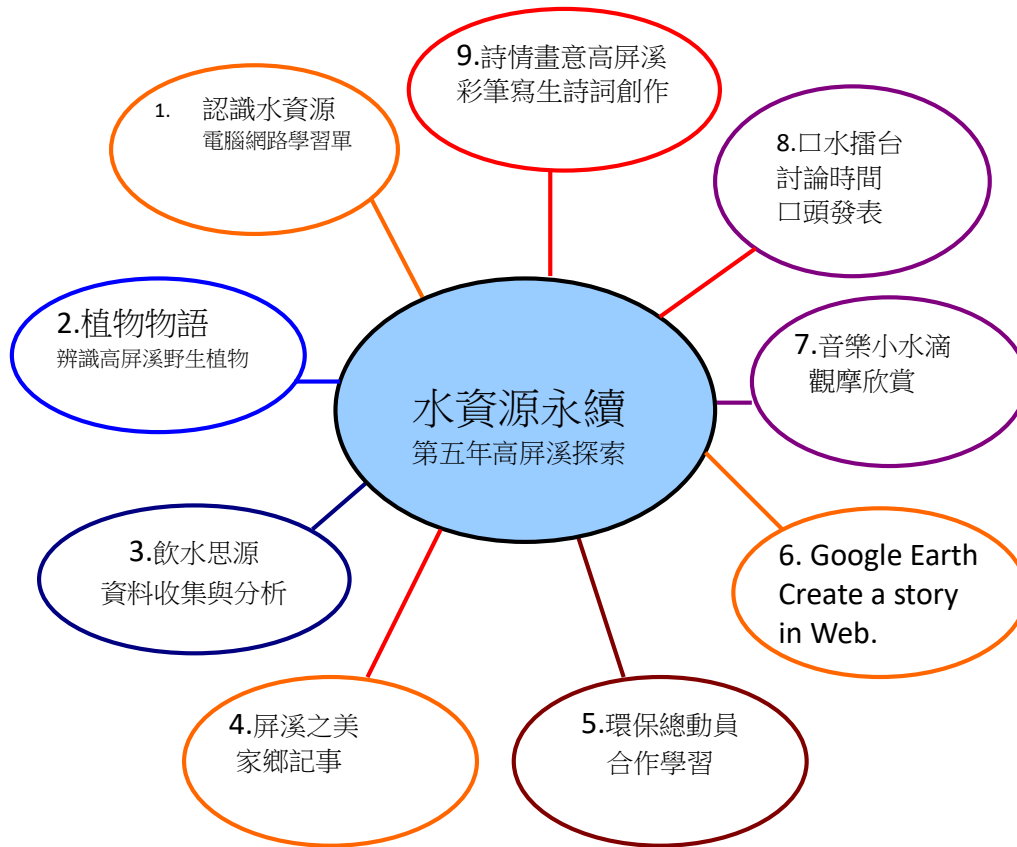 水資源永續
第五年高屏溪探索
1. 認識水資源
電腦網路學習單
2.植物物語
辨識高屏溪野生植物
3.飲水思源
資料收集與分析
4.屏溪之美
家鄉記事
5.環保總動員
合作學習
6. Google Earth
Create a story
in Web.
7.音樂小水滴
觀摩欣賞
8.口水擂台
討論時間
口頭發表
9.詩情畫意高屏溪
彩筆寫生詩詞創作